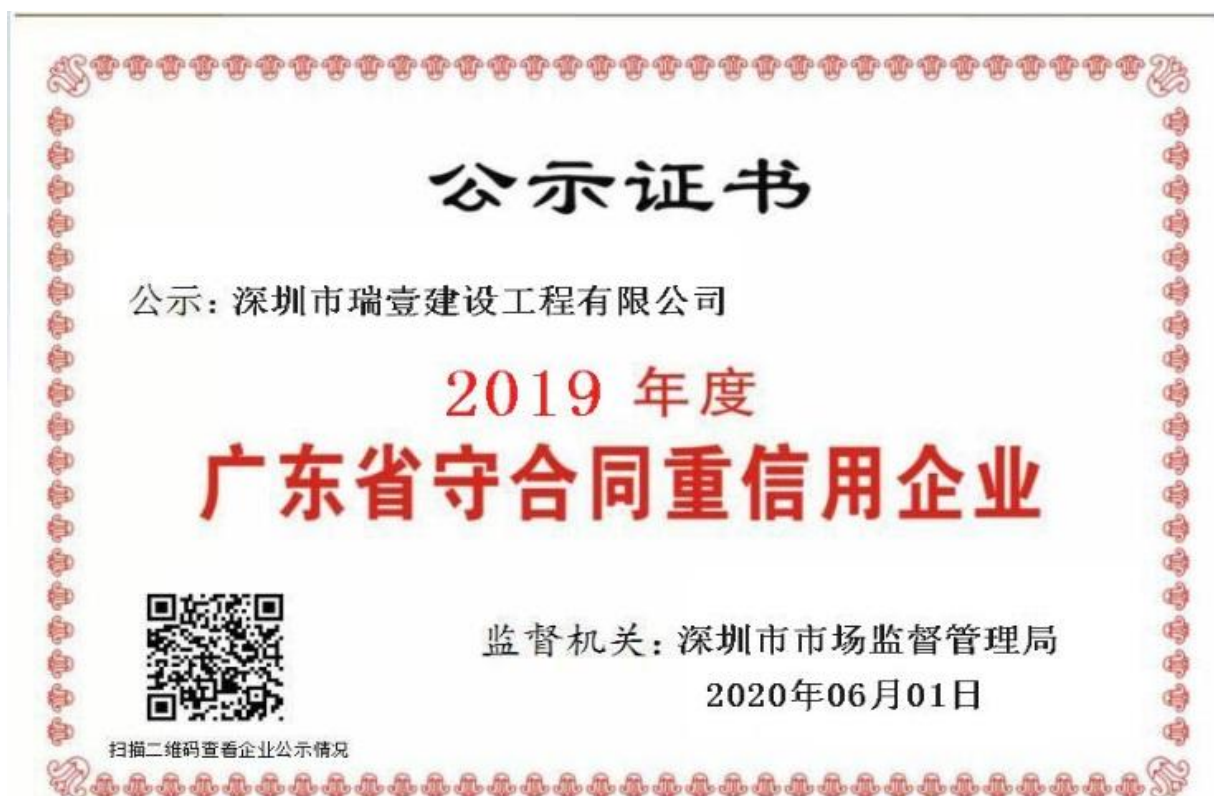 公示证书
公示：深圳市瑞壹建设工程有限公司
2019 年度
广东省守合同重信用企业
监督机关：深圳市市场监督管理局
2020年06月01日
扫描二维码查看企业公示情况